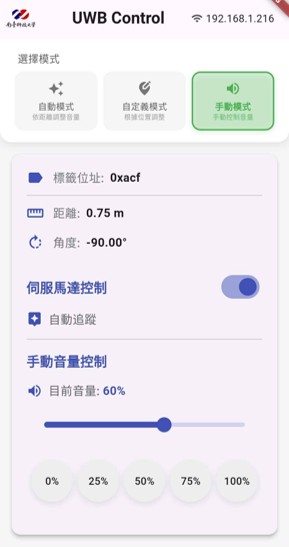 南臺科技大學
UWB Control
192.168.1.216
選擇模式
自動模式
依距離調整音量
自定義模式
根據位置調整
手動模式
手動控制音量
標籤位址: 0xacf
距離: 0.75 m
角度: -90.00°
伺服馬達控制
自動追蹤
手動音量控制
目前音量: 60%
0%
25%
50%
75%
100%